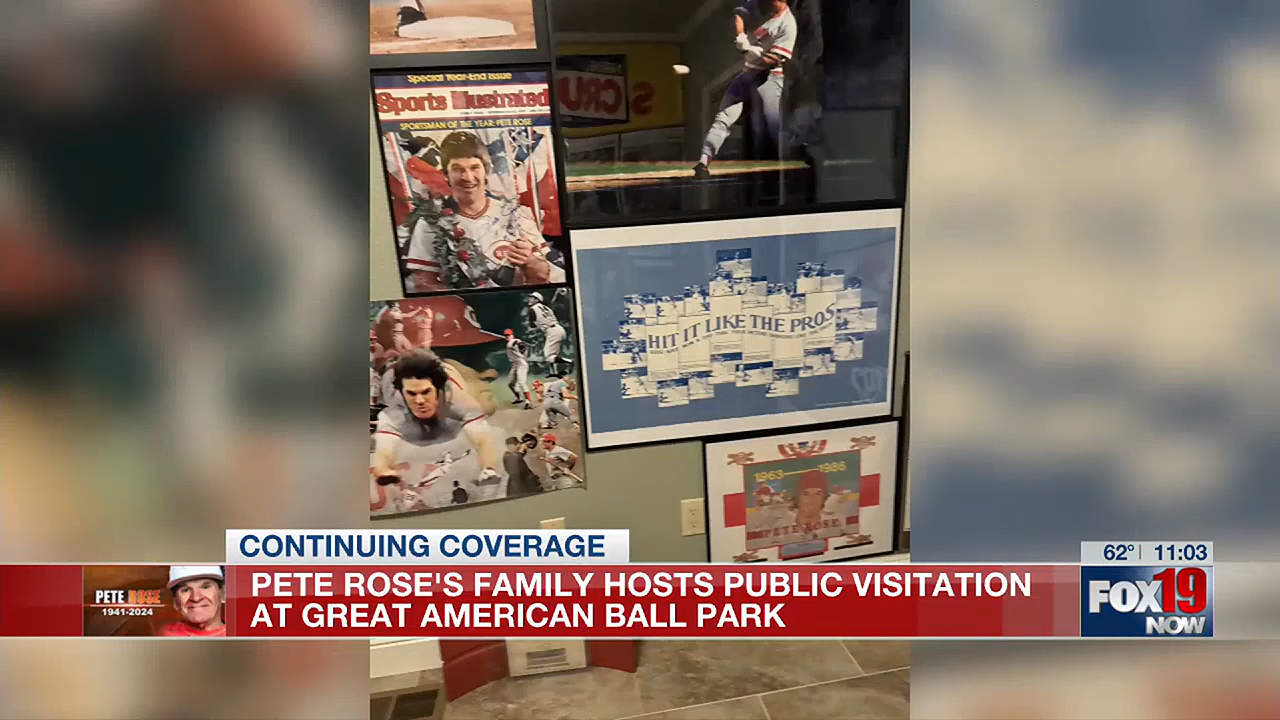 Special Year-End Issue
Sports Illustrated
SPORTSMAN OF THE YEAR: PETE ROSE
HIT IT LIKE THE PROS
1963 1986
PETE ROSE
CONTINUING COVERAGE
PETE ROSE
1941-2024
PETE ROSE'S FAMILY HOSTS PUBLIC VISITATION
AT GREAT AMERICAN BALL PARK
62° 11:03
FOX19
NOW